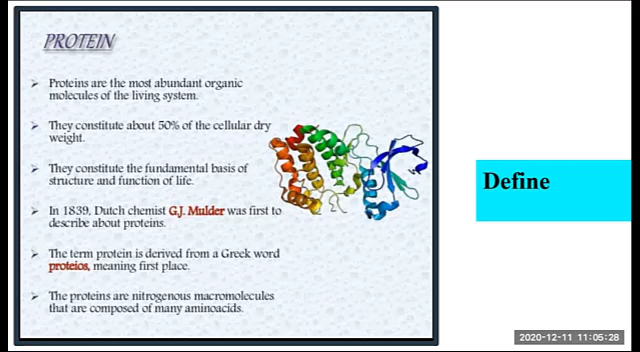 PROTEIN
➢ Proteins are the most abundant organic
molecules of the living system.
➢ They constitute about 50% of the cellular dry
weight.
➢ They constitute the fundamental basis of
structure and function of life.
➢ In 1839, Dutch chemist G.J. Mulder was first to
describe about proteins.
➢ The term protein is derived from a Greek word
proteios, meaning first place.
➢ The proteins are nitrogenous macromolecules
that are composed of many aminoacids.
Define
2020-12-11 11:05:28